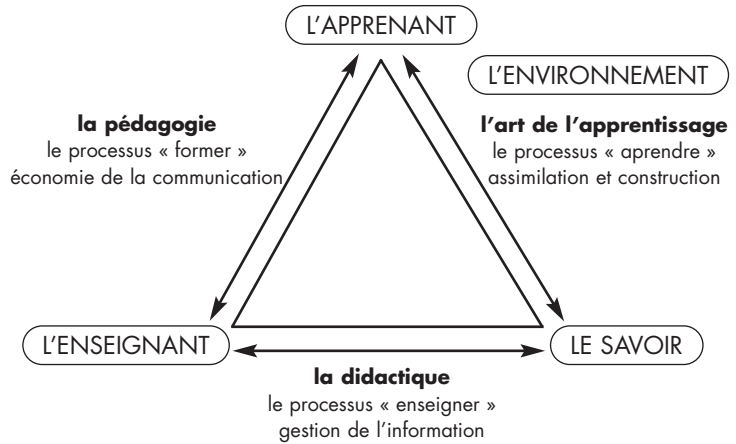 L'APPRENANT
L'ENVIRONNEMENT
la pédagogie
le processus « former »
économie de la communication
l'art de l'apprentissage
le processus « aprendre »
assimilation et construction
L'ENSEIGNANT
LE SAVOIR
la didactique
le processus « enseigner »
gestion de l'information